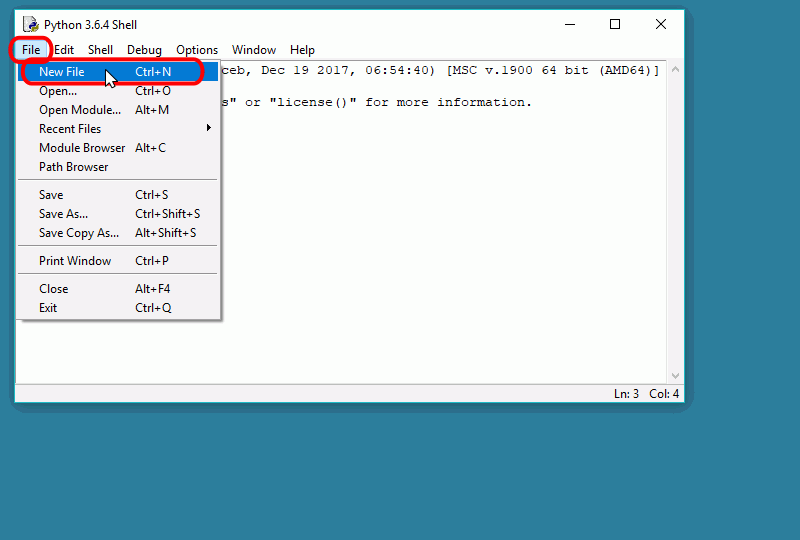 Python 3.6.4 Shell
File Edit Shell Debug Options Window Help
New File Ctrl+N
ceb, Dec 19 2017, 06:54:40) [MSC v.1900 64 bit (AMD64)]
Open... Ctrl+O
s" or "license()" for more information.
Open Module... Alt+M
Recent Files
Module Browser Alt+C
Path Browser
Save Ctrl+S
Save As... Ctrl+Shift+S
Save Copy As... Alt+Shift+S
Print Window Ctrl+P
Close Alt+F4
Exit Ctrl+Q
Ln: 3 Col: 4